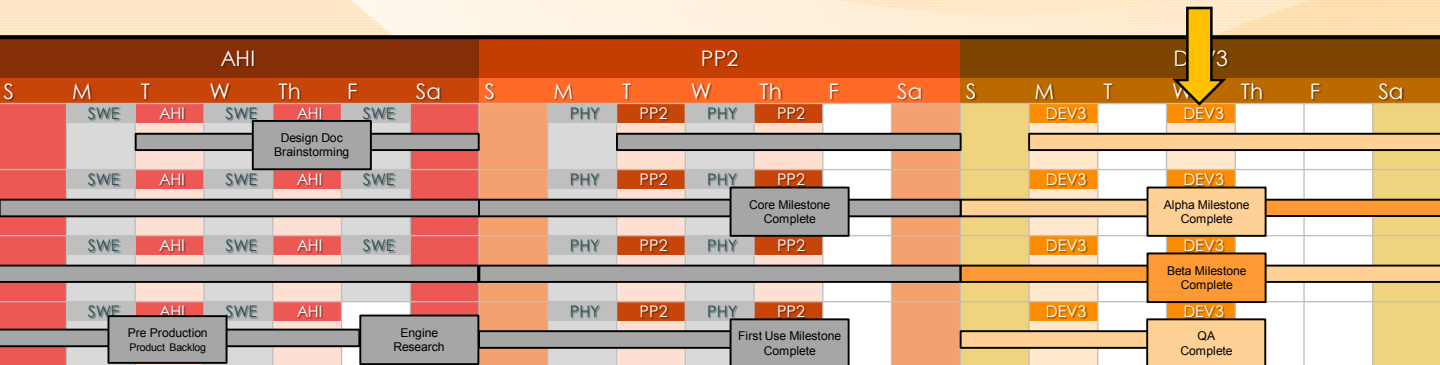 AHI PP2 DEV3
S M T W Th F Sa S M T W Th F Sa S M T W Th F Sa
SWE AHI SWE AHI SWE PHY PP2 PHY PP2 DEV3 DEV3
Design Doc
Brainstorming
SWE AHI SWE AHI SWE PHY PP2 PHY PP2 DEV3 DEV3
Core Milestone
Complete
Alpha Milestone
Complete
SWE AHI SWE AHI SWE PHY PP2 PHY PP2 DEV3 DEV3
Beta Milestone
Complete
SWE AHI SWE AHI PHY PP2 PHY PP2 DEV3 DEV3
Pre Production
Product Backlog
Engine
Research
First Use Milestone
Complete
QA
Complete